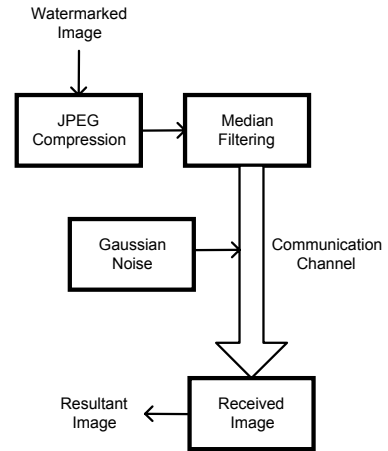 Watermarked
Image
JPEG
Compression
Median
Filtering
Gaussian
Noise
Communication
Channel
Resultant
Image
Received
Image